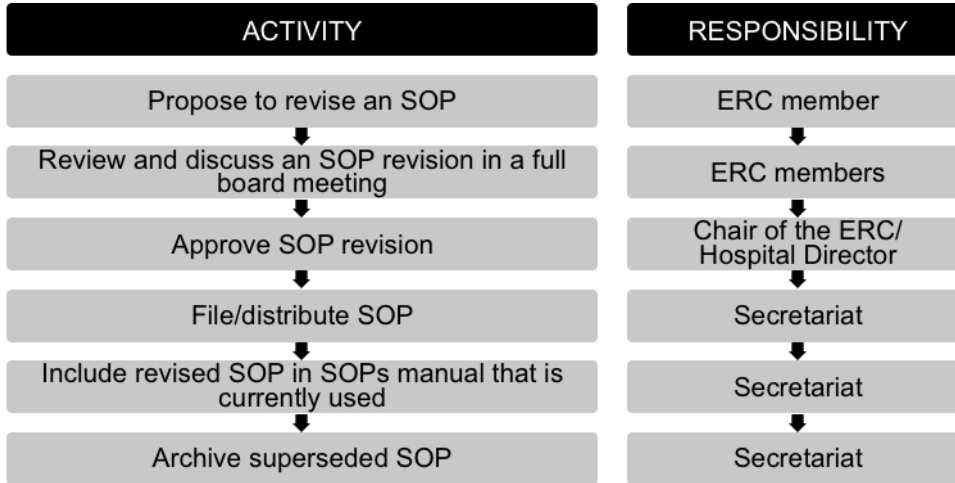 ACTIVITY
RESPONSIBILITY
Propose to revise an SOP
ERC member
Review and discuss an SOP revision in a full
board meeting
ERC members
Approve SOP revision
Chair of the ERC/
Hospital Director
File/distribute SOP
Secretariat
Include revised SOP in SOPs manual that is
currently used
Secretariat
Archive superseded SOP
Secretariat